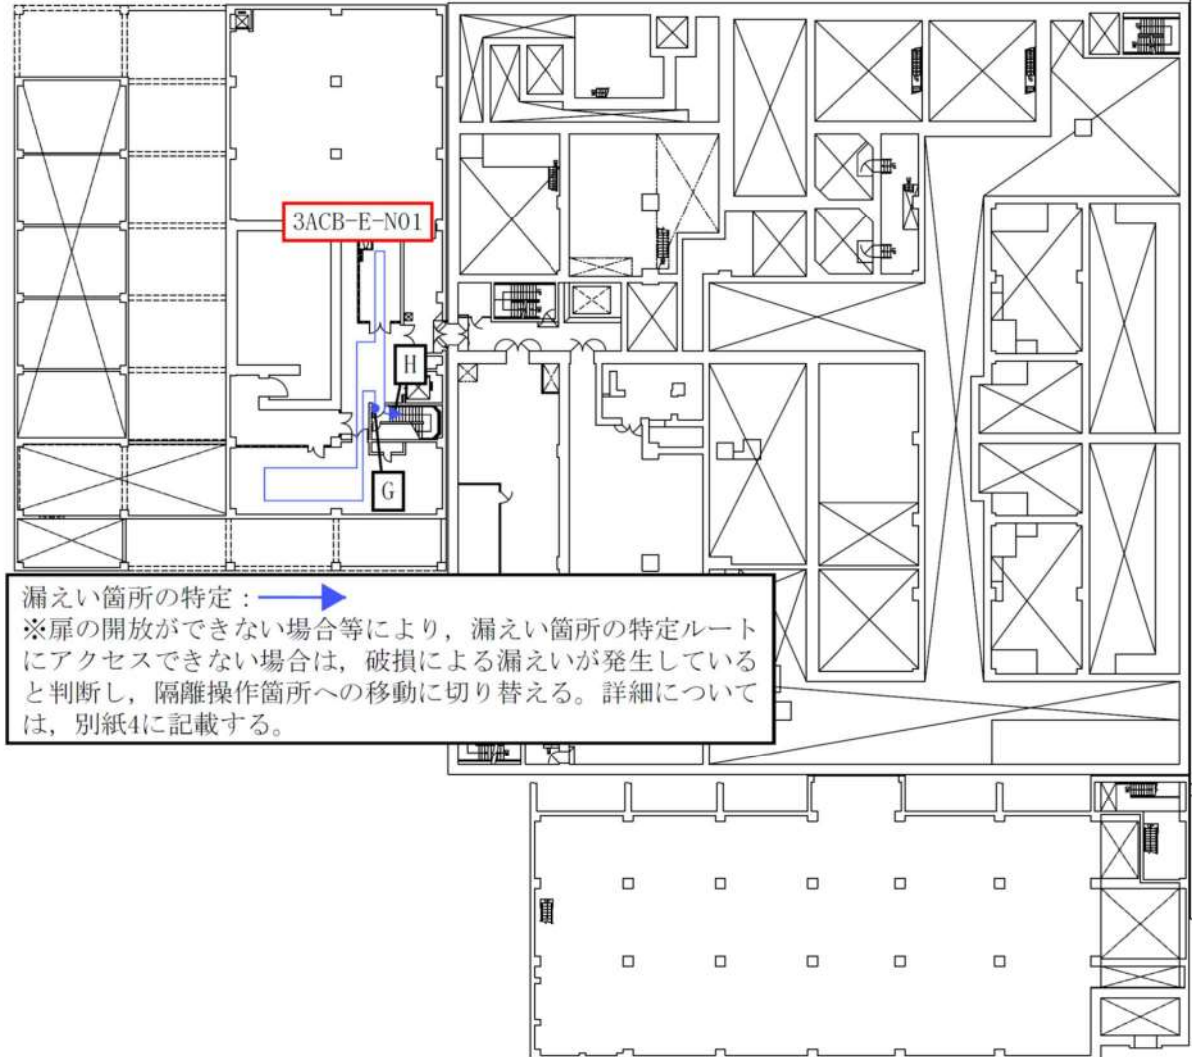 3ACB-E-N01
H
G
漏えい箇所の特定：
※扉の開放ができない場合等により，漏えい箇所の特定ルート
にアクセスできない場合は，破損による漏えいが発生している
と判断し，隔離操作箇所への移動に切り替える。詳細について
は，別紙4に記載する。